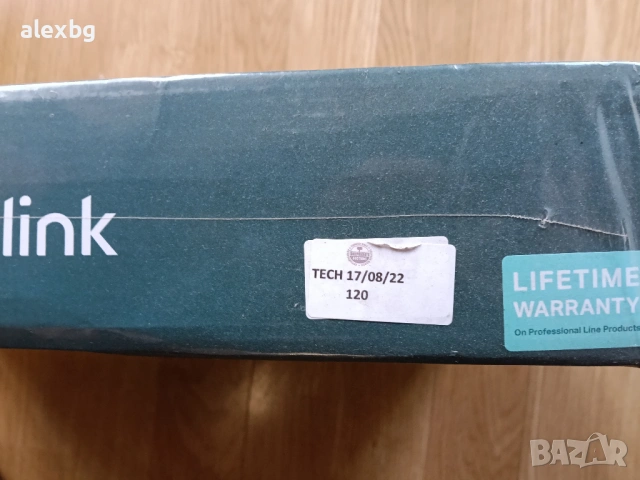 alexbg
link
TECH 17/08/22
120
LIFETIME
WARRANTY
On Professional Line Products
BAZAR